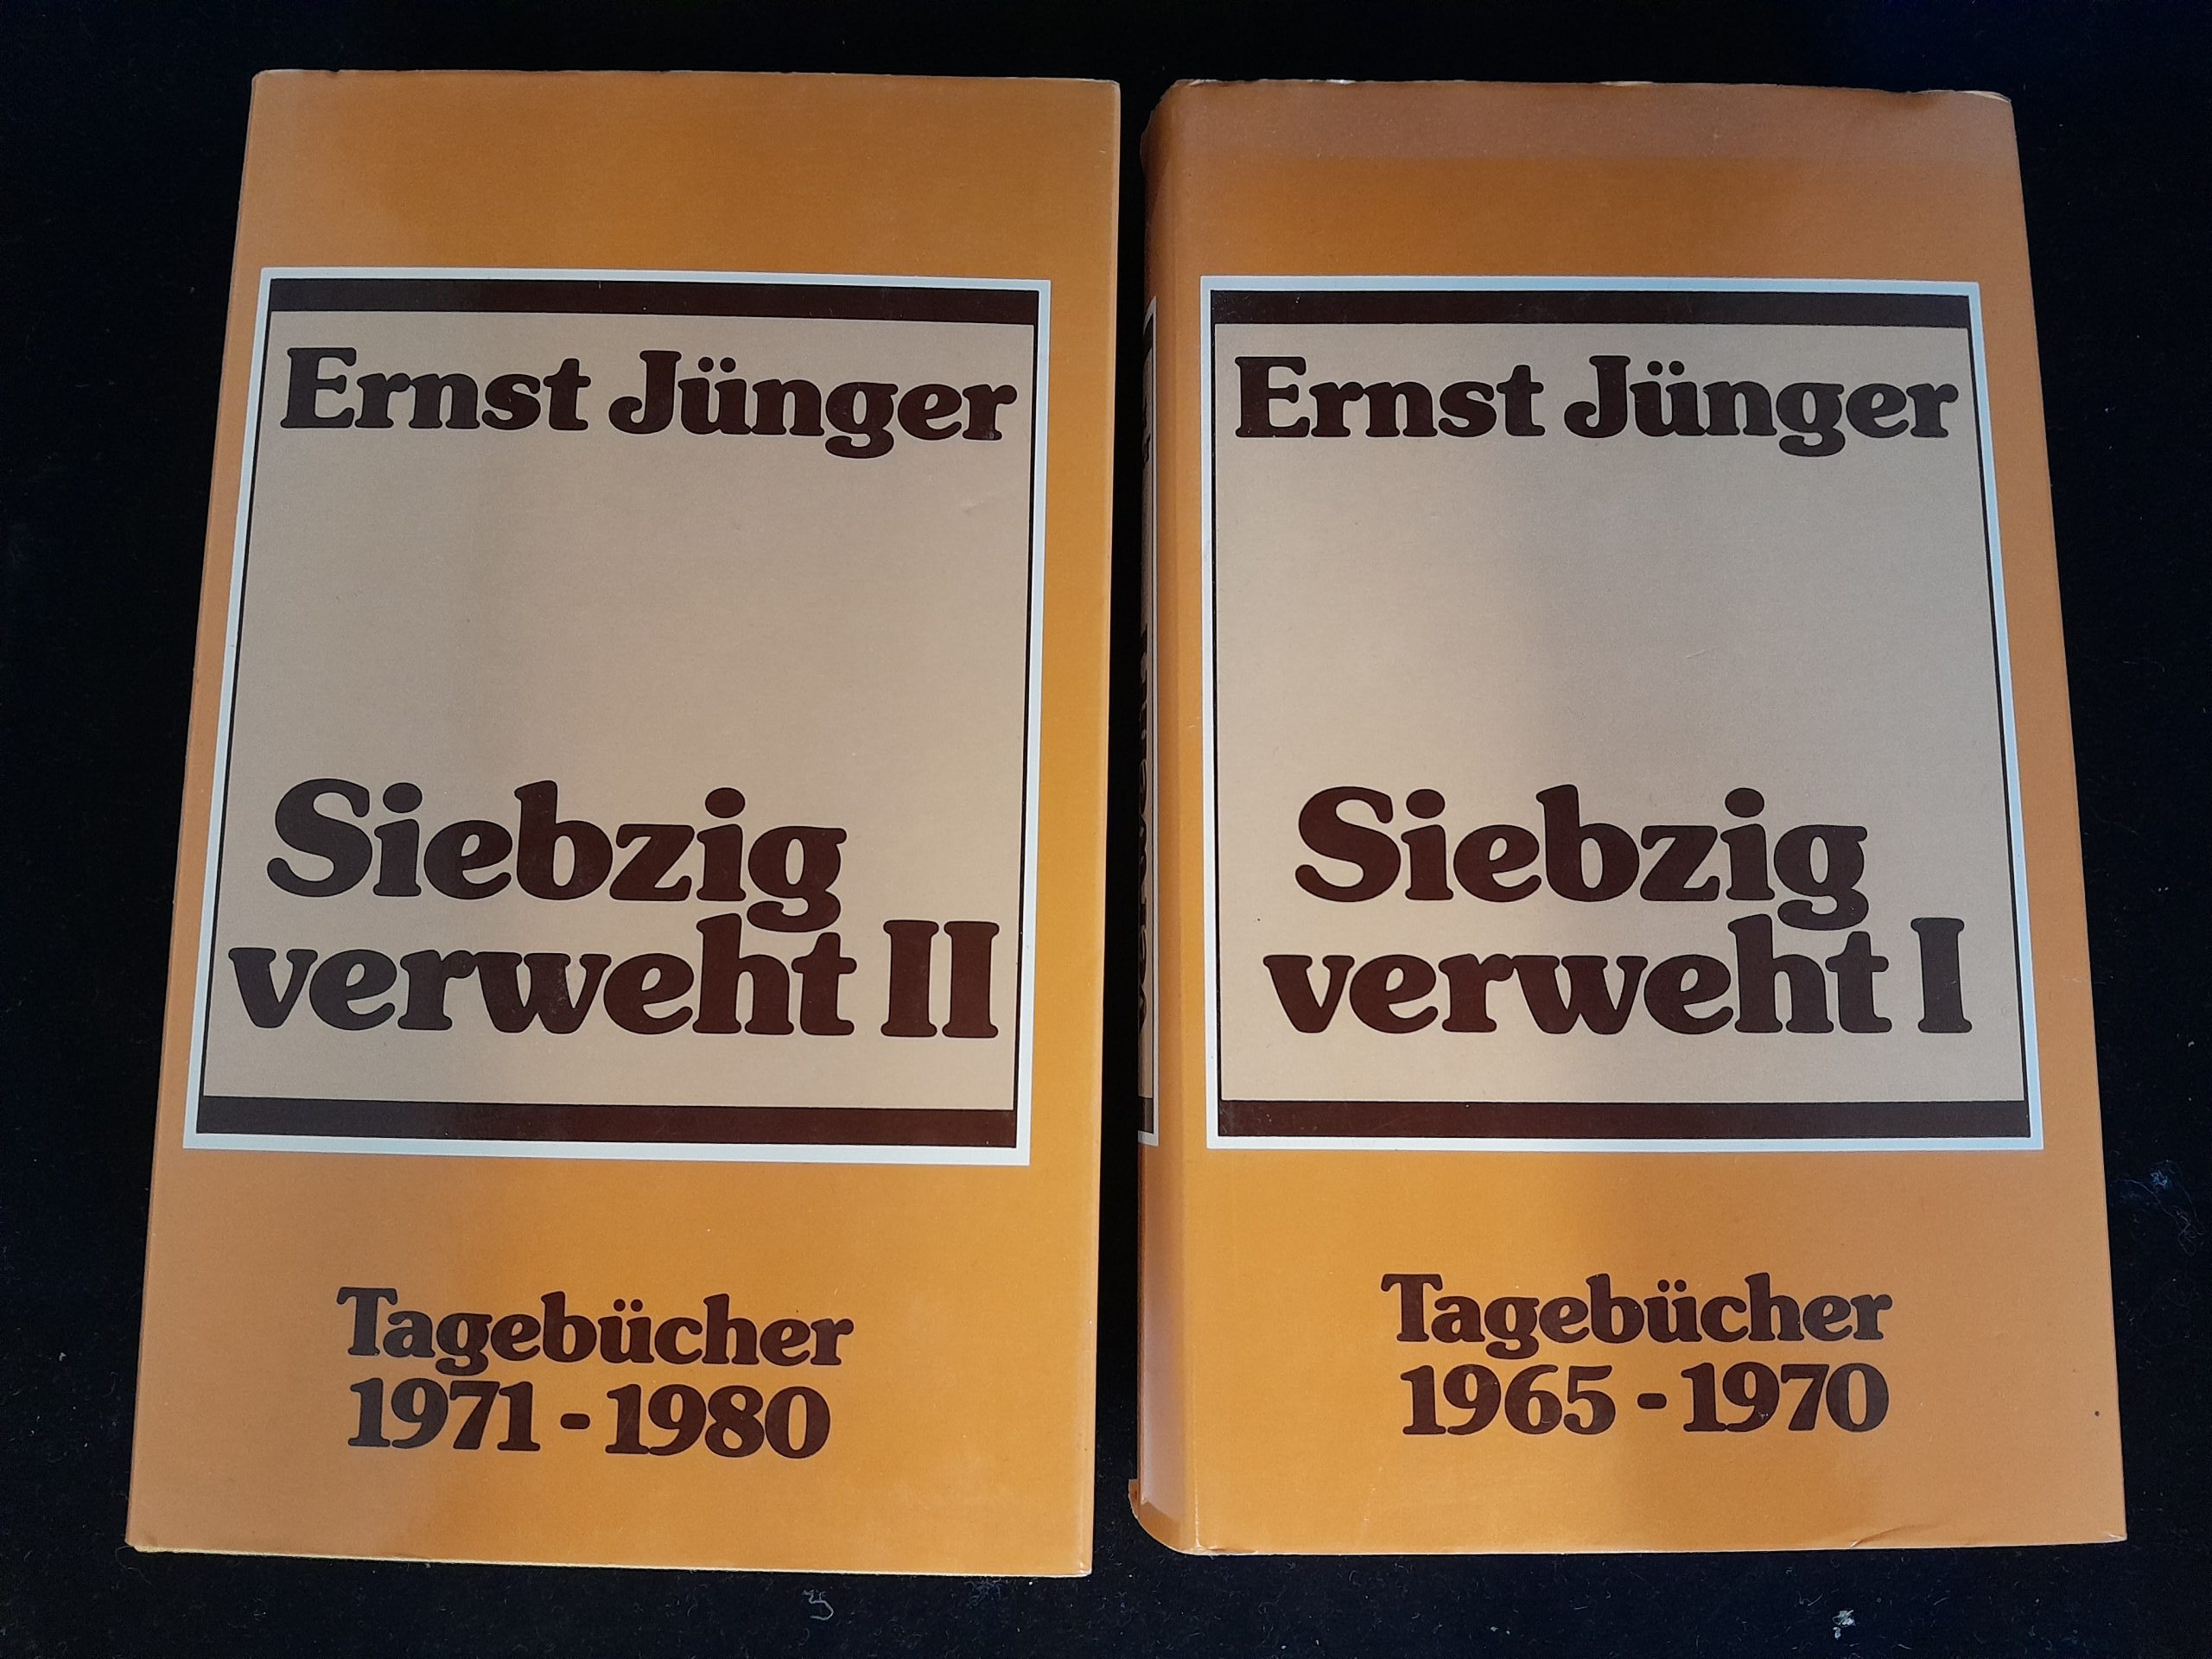 Ernst Jünger
Siebzig
verweht II
Tagebücher
1971 - 1980
Ernst Jünger
Siebzig
verweht I
Tagebücher
1965 - 1970